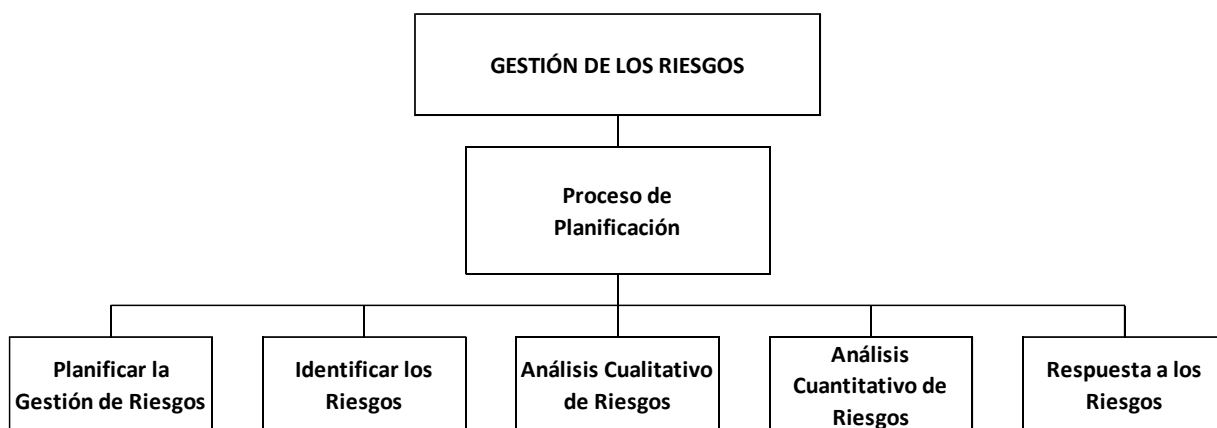 GESTIÓN DE LOS RIESGOS
Proceso de
Planificación
Planificar la
Gestión de Riesgos
Identificar los
Riesgos
Análisis Cualitativo
de Riesgos
Análisis
Cuantitativo de
Riesgos
Respuesta a los
Riesgos